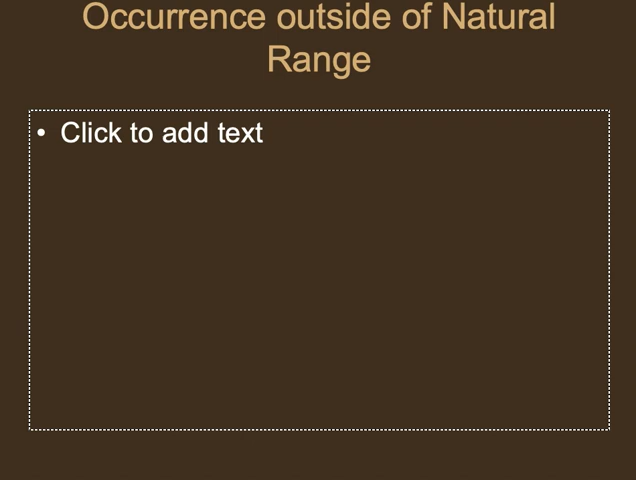 Occurrence outside of Natural
Range
• Click to add text